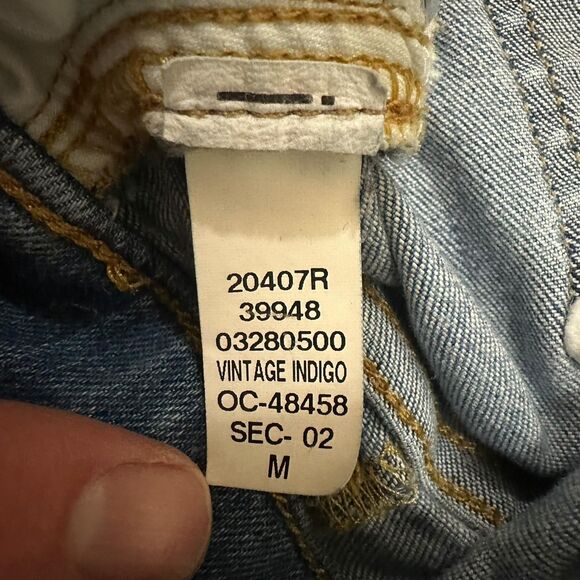 20407R
39948
03280500
VINTAGE INDIGO
OC-48458
SEC- 02
M